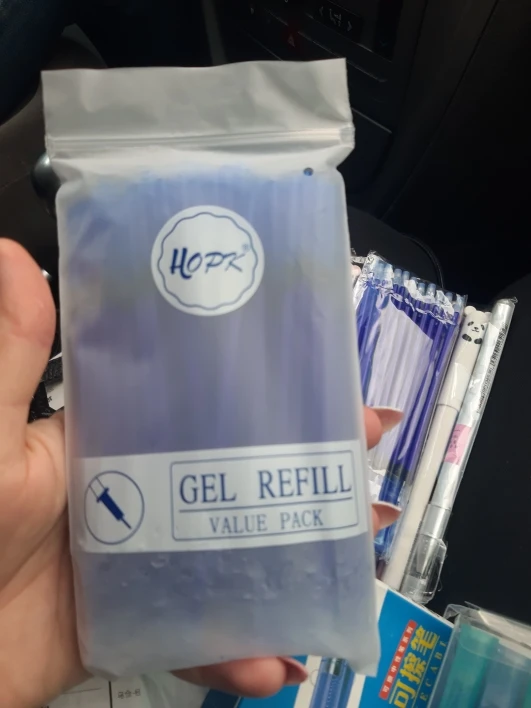 HOPK®
GEL REFILL
VALUE PACK
可擦笔